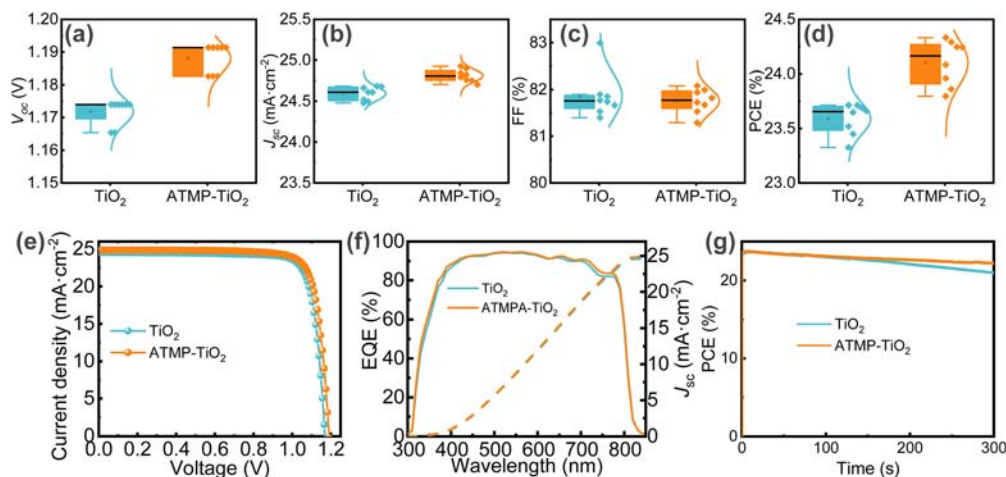 (a)
1.20
1.19
1.17
1.16
1.15
Voc (V)
TiO2 ATMP-TiO2
(b)
25.5
25.0
24.5
24.0
23.5
Jsc (mA·cm-2)
TiO2 ATMP-TiO2
(c)
83
82
81
80
FF (%)
TiO2 ATMP-TiO2
(d)
24.5
24.0
23.5
23.0
PCE (%)
TiO2 ATMP-TiO2
(e)
30
25
20
15
10
5
0
Current density (mA·cm-2)
TiO2
ATMP-TiO2
0.0 0.2 0.4 0.6 0.8 1.0 1.2
Voltage (V)
(f)
100
80
60
40
20
0
EQE (%)
TiO2
ATMPA-TiO2
300 400 500 600 700 800
Wavelength (nm)
30
25
20
15
10
5
0
Jsc (mA·cm-2)
(g)
20
10
0
PCE (%)
TiO2
ATMP-TiO2
0 100 200 300
Time (s)